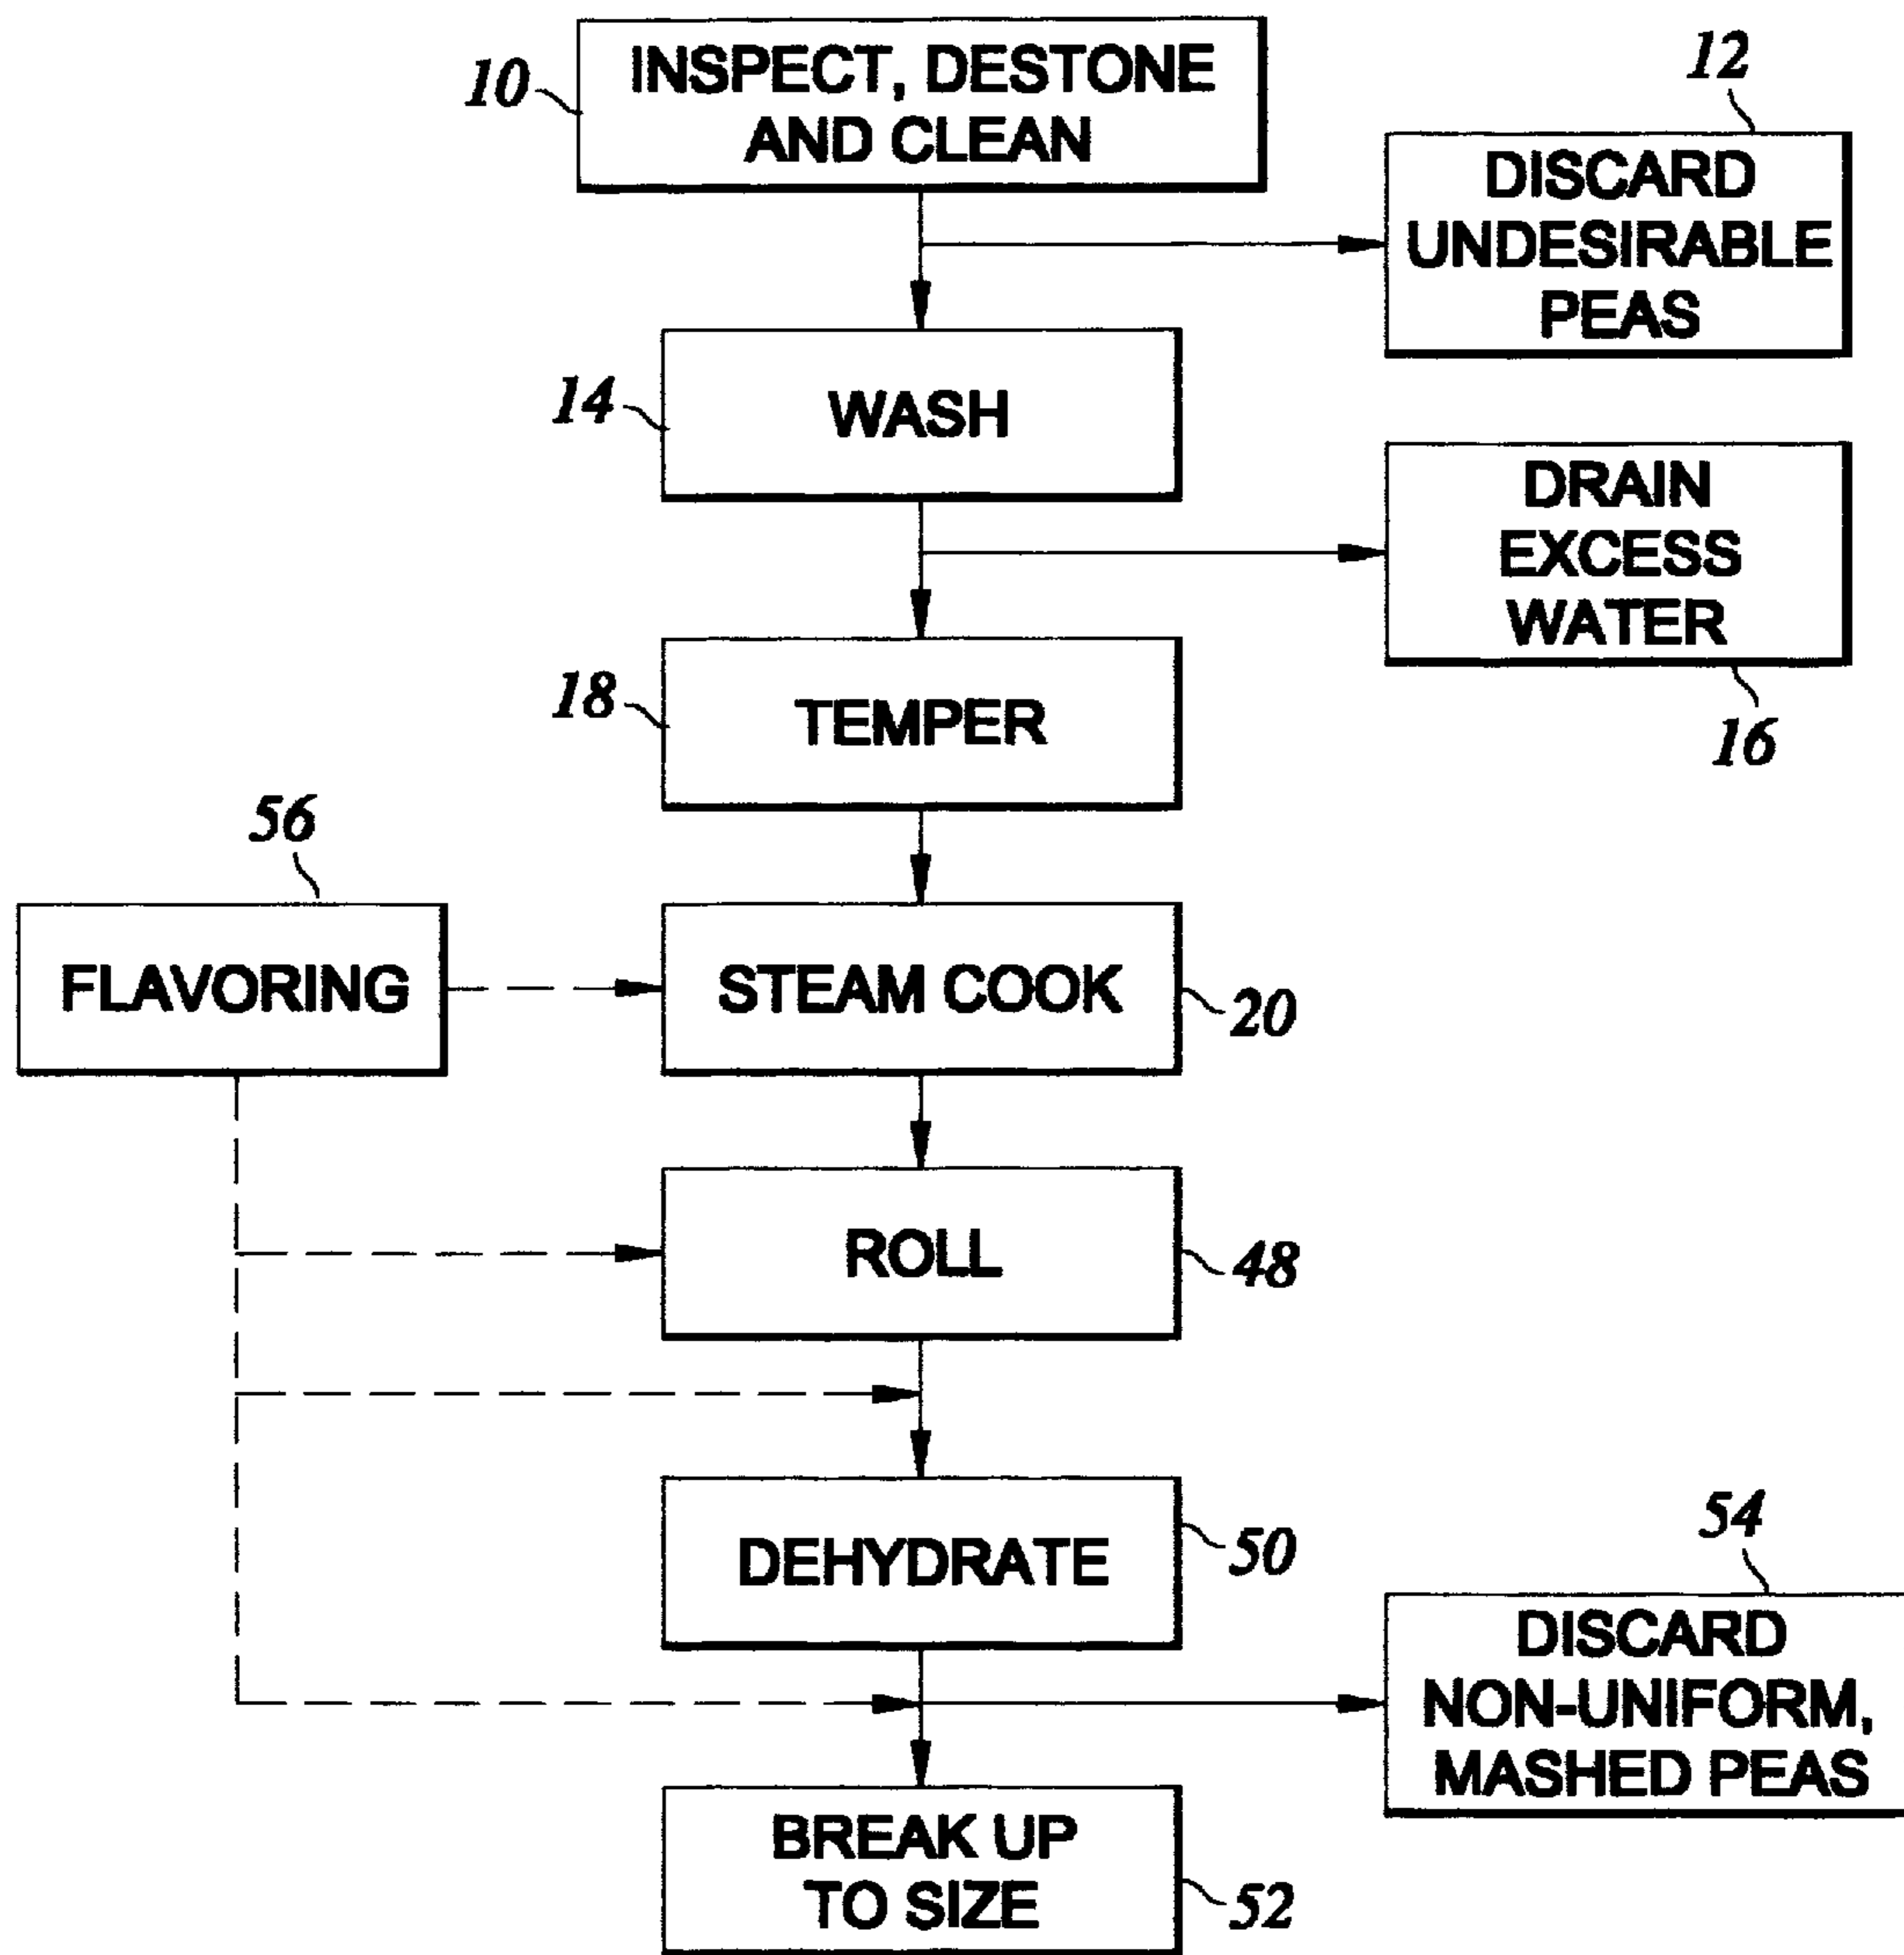 10
INSPECT, DESTONE
AND CLEAN
12
DISCARD
UNDESIRABLE
PEAS
14
WASH
DRAIN
EXCESS
WATER
16
18
TEMPER
56
FLAVORING
STEAM COOK
20
ROLL
48
DEHYDRATE
50
54
DISCARD
NON-UNIFORM,
MASHED PEAS
BREAK UP
TO SIZE
52